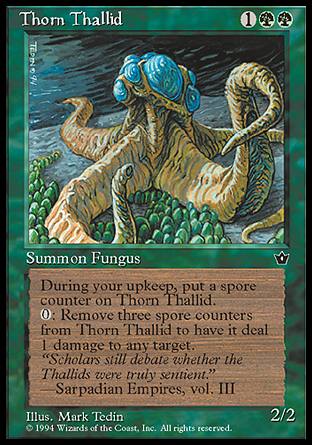 Thorn Thallid 1
TEDIN © 94
Summon Fungus
During your upkeep, put a spore
counter on Thorn Thallid.
0: Remove three spore counters
from Thorn Thallid to have it deal
1 damage to any target.
"Scholars still debate whether the
Thallids were truly sentient."
Sarpadian Empires, vol. III
2/2
Illus. Mark Tedin
© 1994 Wizards of the Coast, Inc. All rights reserved.